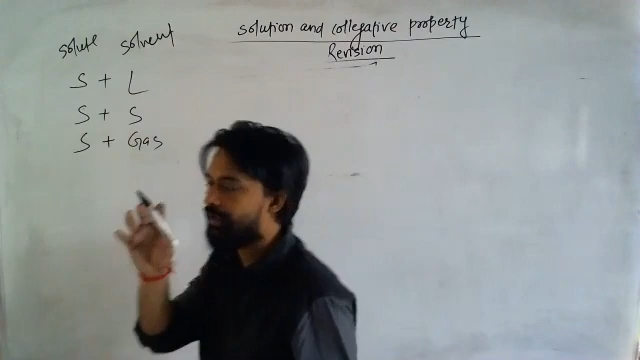 solution and collegative property
Revision
solute solvent
S + L
S + S
S + Gas